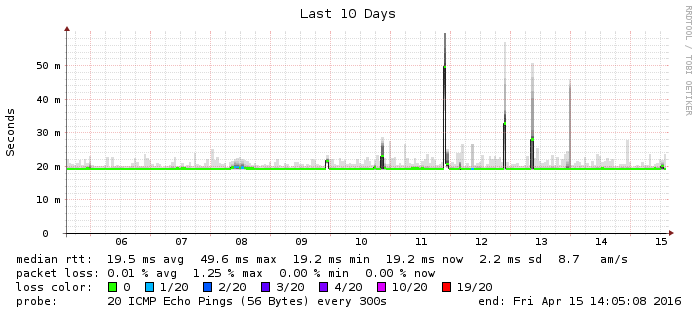 Last 10 Days
RRDTOOL / TOBI OETIKER
Seconds
50 m
40 m
30 m
20 m
10 m
0
06 07 08 09 10 11 12 13 14 15
median rtt: 19.5 ms avg 49.6 ms max 19.2 ms min 19.2 ms now 2.2 ms sd 8.7 am/s
packet loss: 0.01 % avg 1.25 % max 0.00 % min 0.00 % now
loss color: 0 1/20 2/20 3/20 4/20 10/20 19/20
probe: 20 ICMP Echo Pings (56 Bytes) every 300s end: Fri Apr 15 14:05:08 2016